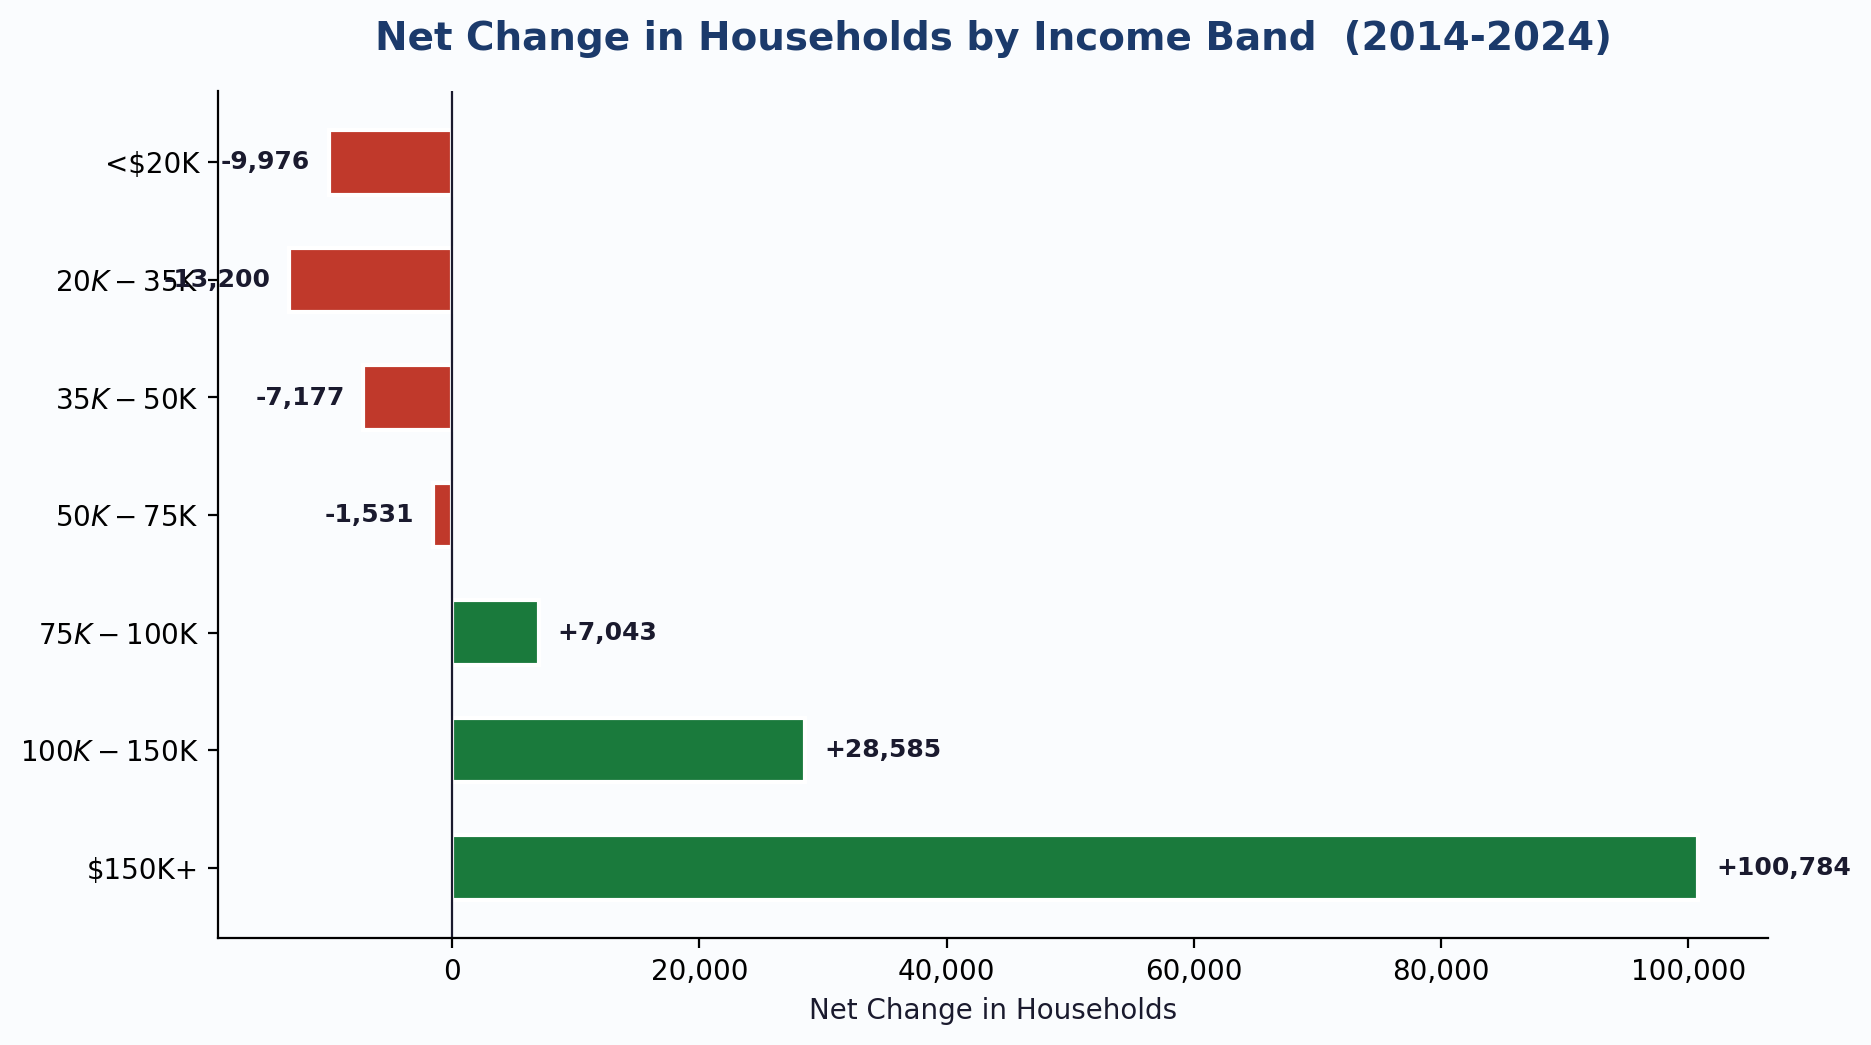 Net Change in Households by Income Band (2014-2024)
<$20K -9,976
20K-35K -13,200
35K-50K -7,177
50K-75K -1,531
75K-100K +7,043
100K-150K +28,585
$150K+ +100,784
0 20,000 40,000 60,000 80,000 100,000
Net Change in Households